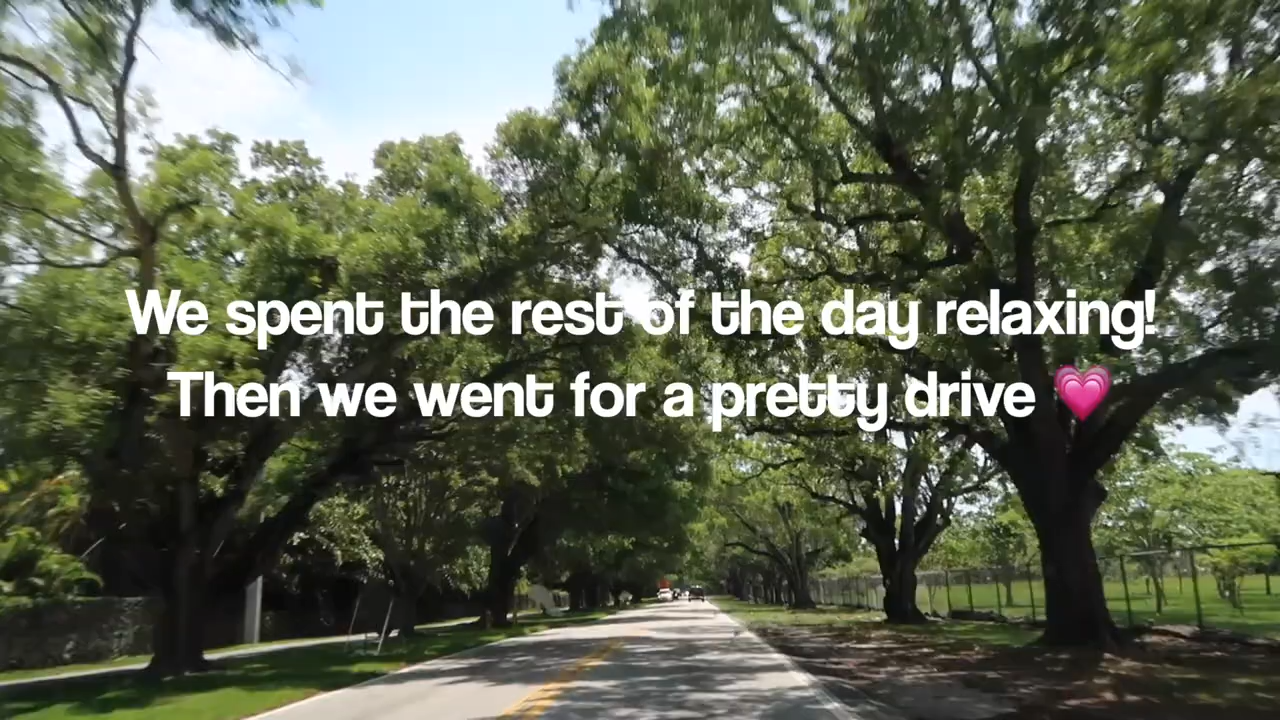 We spent the rest of the day relaxing!
Then we went for a pretty drive 💗